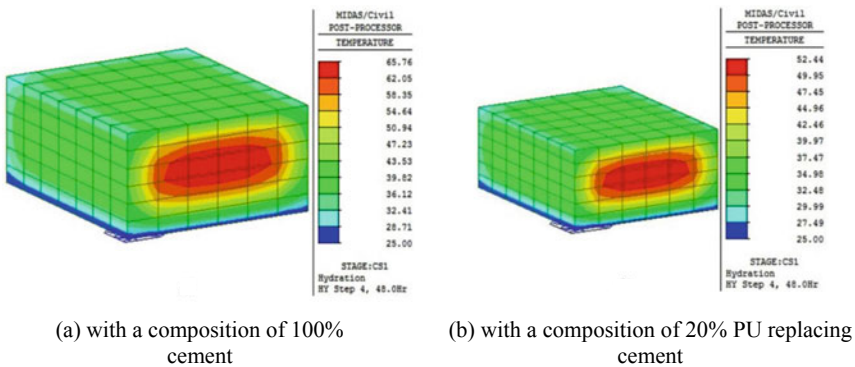 MIDAS/Civil
POST-PROCESSOR
TEMPERATURE
65.76
62.05
58.35
54.64
50.94
47.23
43.53
39.82
36.12
32.41
28.71
25.00
STAGE:CS1
Hydration
HY Step 4, 48.0Hr
(a) with a composition of 100%
cement
MIDAS/Civil
POST-PROCESSOR
TEMPERATURE
52.44
49.95
47.45
44.96
42.46
39.97
37.47
34.98
32.48
29.99
27.49
25.00
STAGE:CS1
Hydration
HY Step 4, 48.0Hr
(b) with a composition of 20% PU replacing
cement